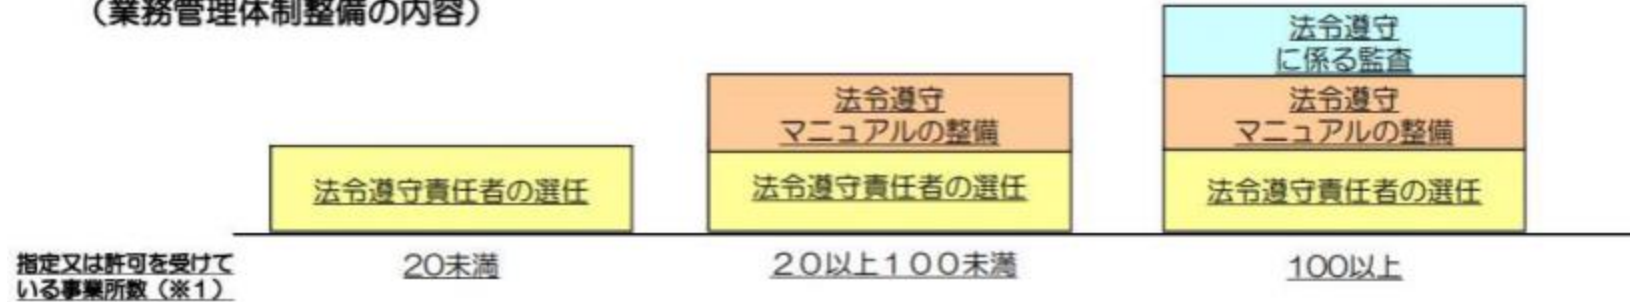 （業務管理体制整備の内容）
法令遵守
に係る監査
法令遵守
マニュアルの整備
法令遵守
マニュアルの整備
法令遵守責任者の選任
法令遵守責任者の選任
法令遵守責任者の選任
指定又は許可を受けて
いる事業所数（※１）
20未満
２０以上１００未満
100以上